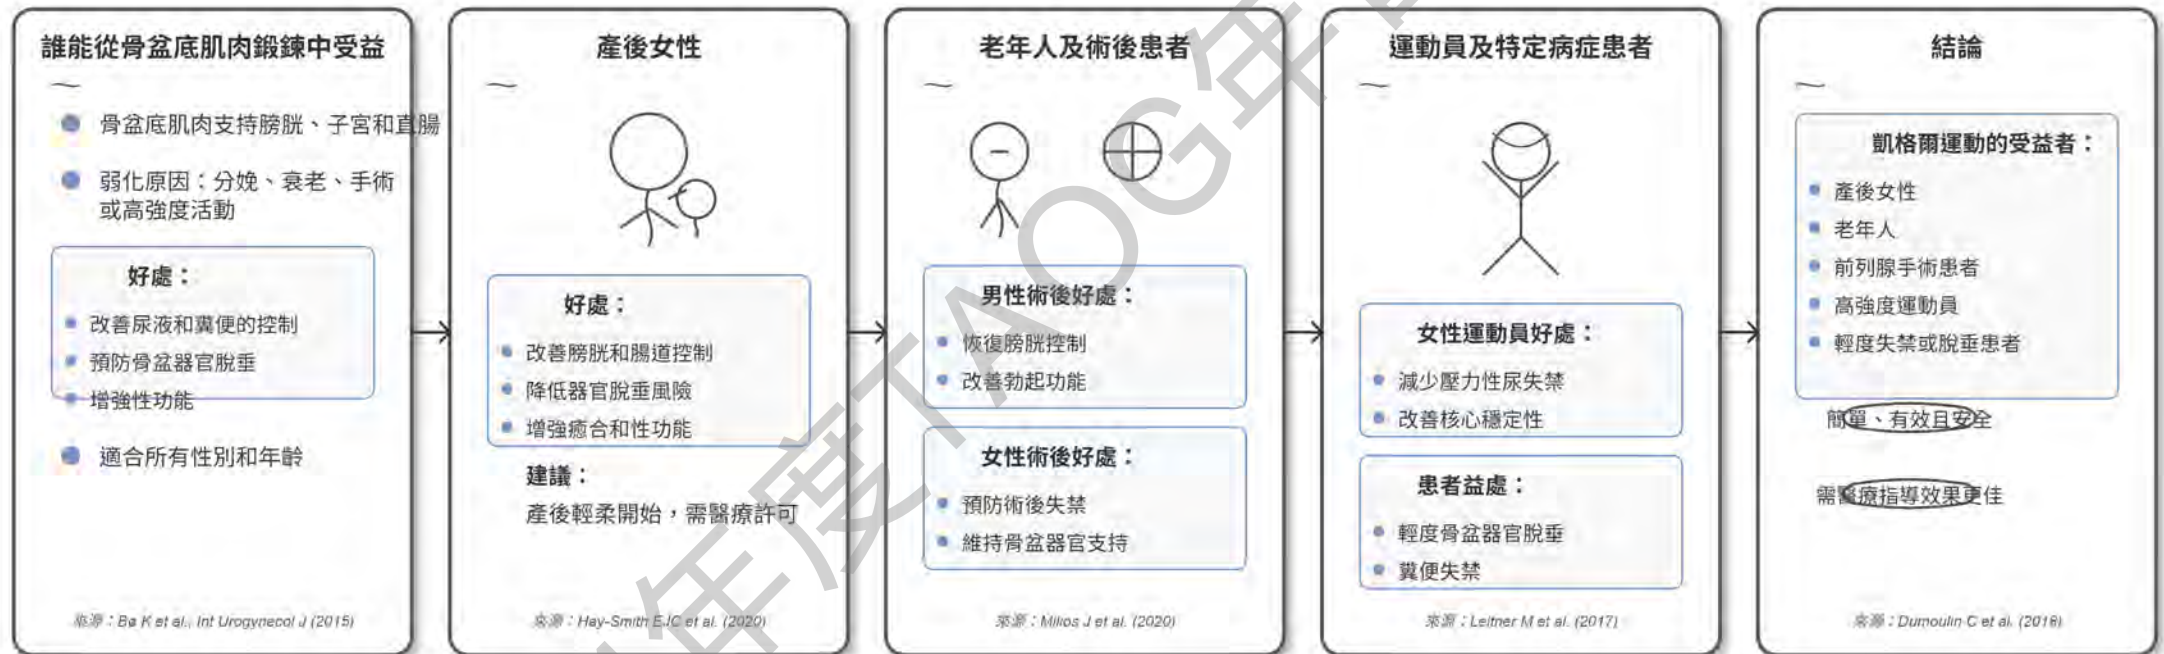 誰能從骨盆底肌肉鍛鍊中受益
骨盆底肌肉支持膀胱、子宮和直腸
弱化原因：分娩、衰老、手術
或高強度活動
好處：
改善尿液和糞便的控制
預防骨盆器官脫垂
增強性功能
適合所有性別和年齡
來源：Bø K et al., Int Urogynecol J (2015)
產後女性
好處：
改善膀胱和腸道控制
降低器官脫垂風險
增強癒合和性功能
建議：
產後輕柔開始，需醫療許可
來源：Hay-Smith EJC et al. (2020)
老年人及術後患者
男性術後好處：
恢復膀胱控制
改善勃起功能
女性術後好處：
預防術後失禁
維持骨盆器官支持
來源：Milios J et al. (2020)
運動員及特定病症患者
女性運動員好處：
減少壓力性尿失禁
改善核心穩定性
患者益處：
輕度骨盆器官脫垂
糞便失禁
來源：Leitner M et al. (2017)
結論
凱格爾運動的受益者：
產後女性
老年人
前列腺手術患者
高強度運動員
輕度失禁或脫垂患者
簡單、有效且安全
需醫療指導效果更佳
來源：Dumoulin C et al. (2018)
年度TAOG年